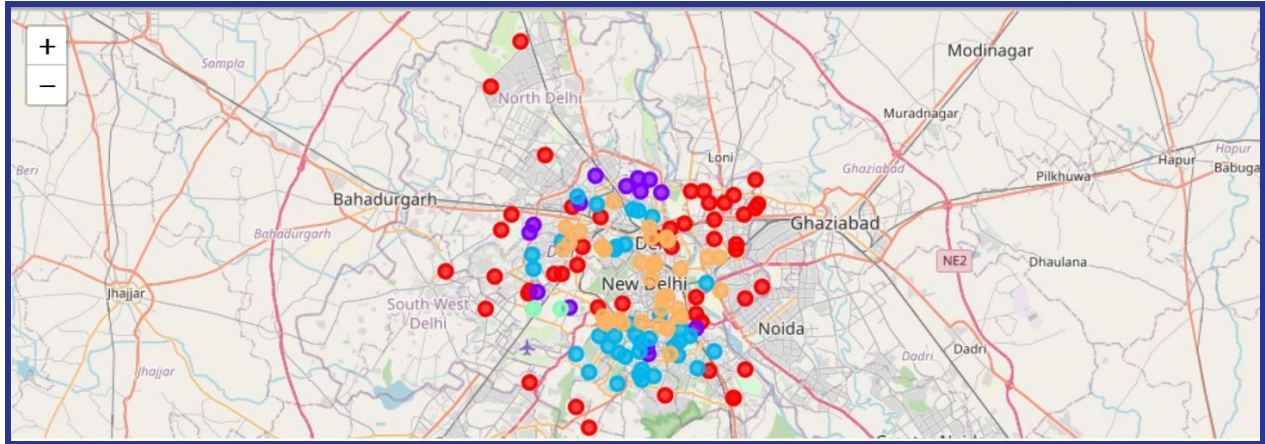 +
−
Modinagar
Sampla
North Delhi
Muradnagar
Beri
Loni
Ghaziabad
Hapur
Hapur
Pilkhuwa
Babuga
Bahadurgarh
Ghaziabad
Bahadurgarh
NE2
Dhaulana
New Delhi
Jhajjar
South West
Delhi
Noida
Dadri
Dadri
Jhajjar